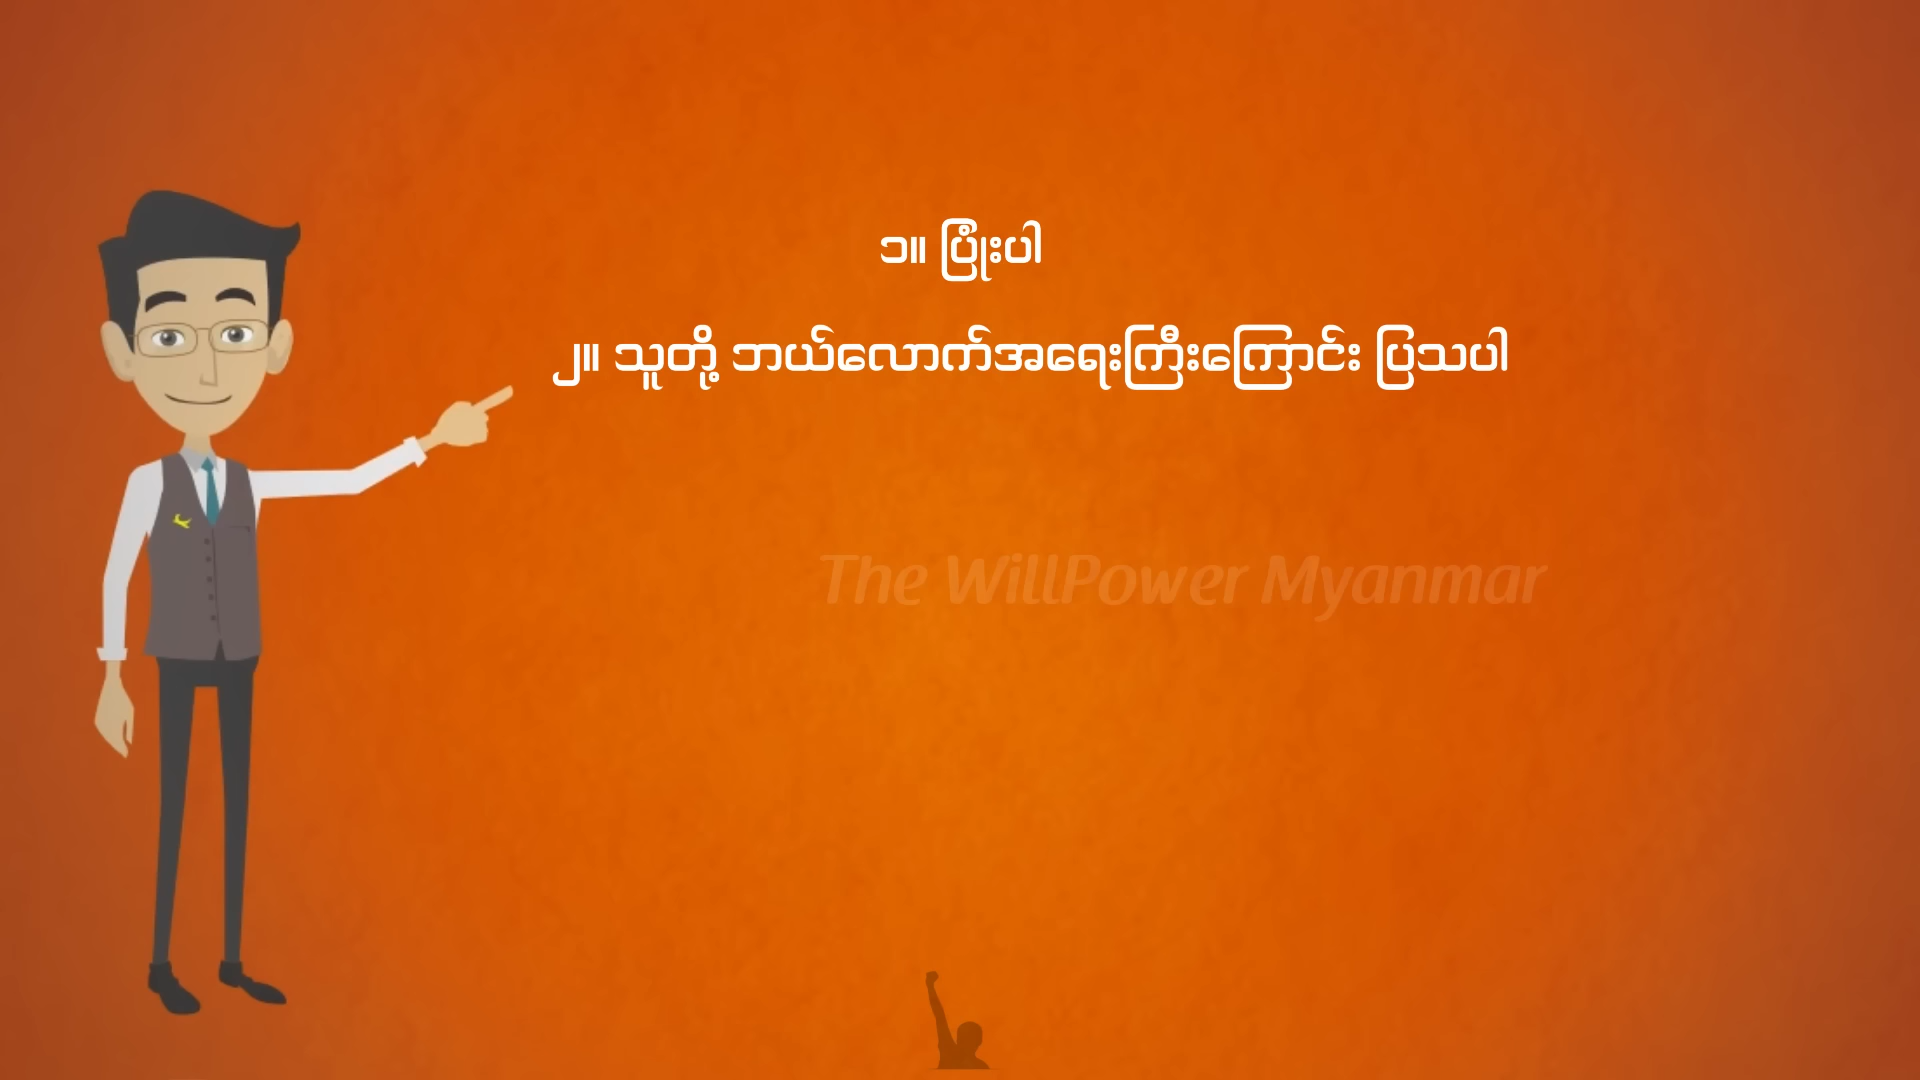 ၁။ ပြုံးပါ
၂။ သူတို့ ဘယ်လောက်အရေးကြီးကြောင်း ပြသပါ
The WillPower Myanmar